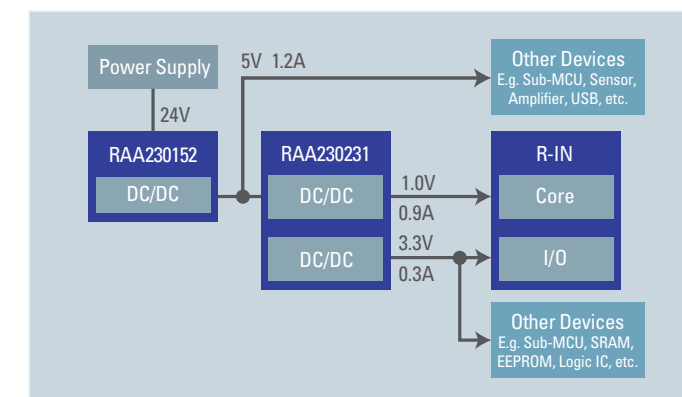 Power Supply
5V 1.2A
Other Devices
E.g. Sub-MCU, Sensor,
Amplifier, USB, etc.
24V
RAA230152
DC/DC
RAA230231
DC/DC
DC/DC
1.0V
0.9A
3.3V
0.3A
R-IN
Core
I/O
Other Devices
E.g. Sub-MCU, SRAM,
EEPROM, Logic IC, etc.